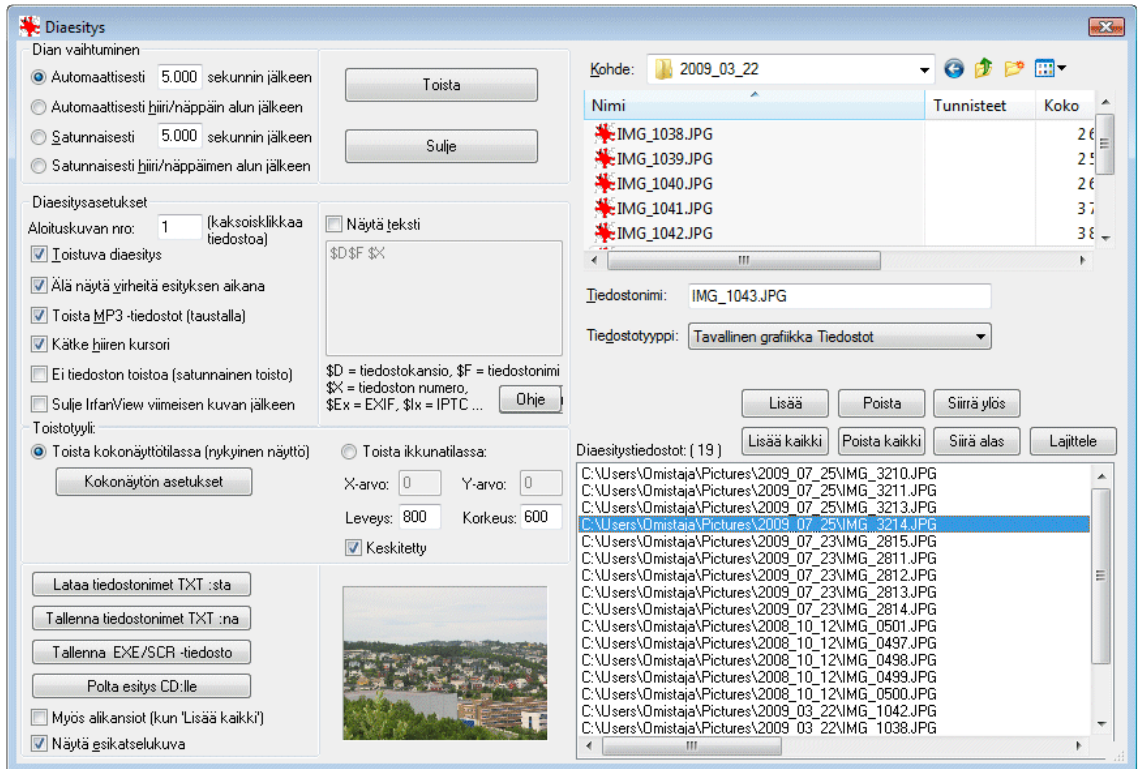 Diaesitys
Dian vaihtuminen
Automaattisesti 5.000 sekunnin jälkeen
Automaattisesti hiiri/näppäin alun jälkeen
Satunnaisesti 5.000 sekunnin jälkeen
Satunnaisesti hiiri/näppäimen alun jälkeen
Toista
Sulje
Diaesitysasetukset
Aloituskuvan nro: 1 (kaksoisklikkaa
tiedostoa)
Toistuva diaesitys
Älä näytä virheitä esityksen aikana
Toista MP3 -tiedostot (taustalla)
Kätke hiiren kursori
Ei tiedoston toistoa (satunnainen toisto)
Sulje IrfanView viimeisen kuvan jälkeen
Näytä teksti
$D$F $X
$D = tiedostokansio, $F = tiedostonimi
$X = tiedoston numero,
$Ex = EXIF, $Ix = IPTC ...
Ohje
Toistotyyli:
Toista kokonäyttötilassa (nykyinen näyttö)
Kokonäytön asetukset
Toista ikkunatilassa:
X-arvo: 0 Y-arvo: 0
Leveys: 800 Korkeus: 600
Keskitetty
Lataa tiedostonimet TXT :sta
Tallenna tiedostonimet TXT :na
Tallenna EXE/SCR -tiedosto
Polta esitys CD:lle
Myös alikansiot (kun 'Lisää kaikki')
Näytä esikatselukuva
Kohde: 2009_03_22
Nimi Tunnisteet Koko
IMG_1038.JPG 26
IMG_1039.JPG 25
IMG_1040.JPG 26
IMG_1041.JPG 37
IMG_1042.JPG 38
Tiedostonimi: IMG_1043.JPG
Tiedostotyyppi: Tavallinen grafiikka Tiedostot
Lisää Poista Siirrä ylös
Diaesitystiedostot: ( 19 ) Lisää kaikki Poista kaikki Siirä alas Lajittele
C:\Users\Omistaja\Pictures\2009_07_25\IMG_3210.JPG
C:\Users\Omistaja\Pictures\2009_07_25\IMG_3211.JPG
C:\Users\Omistaja\Pictures\2009_07_25\IMG_3213.JPG
C:\Users\Omistaja\Pictures\2009_07_25\IMG_3214.JPG
C:\Users\Omistaja\Pictures\2009_07_23\IMG_2815.JPG
C:\Users\Omistaja\Pictures\2009_07_23\IMG_2811.JPG
C:\Users\Omistaja\Pictures\2009_07_23\IMG_2812.JPG
C:\Users\Omistaja\Pictures\2009_07_23\IMG_2813.JPG
C:\Users\Omistaja\Pictures\2009_07_23\IMG_2814.JPG
C:\Users\Omistaja\Pictures\2008_10_12\IMG_0501.JPG
C:\Users\Omistaja\Pictures\2008_10_12\IMG_0497.JPG
C:\Users\Omistaja\Pictures\2008_10_12\IMG_0498.JPG
C:\Users\Omistaja\Pictures\2008_10_12\IMG_0499.JPG
C:\Users\Omistaja\Pictures\2008_10_12\IMG_0500.JPG
C:\Users\Omistaja\Pictures\2009_03_22\IMG_1042.JPG
C:\Users\Omistaja\Pictures\2009_03_22\IMG_1038.JPG